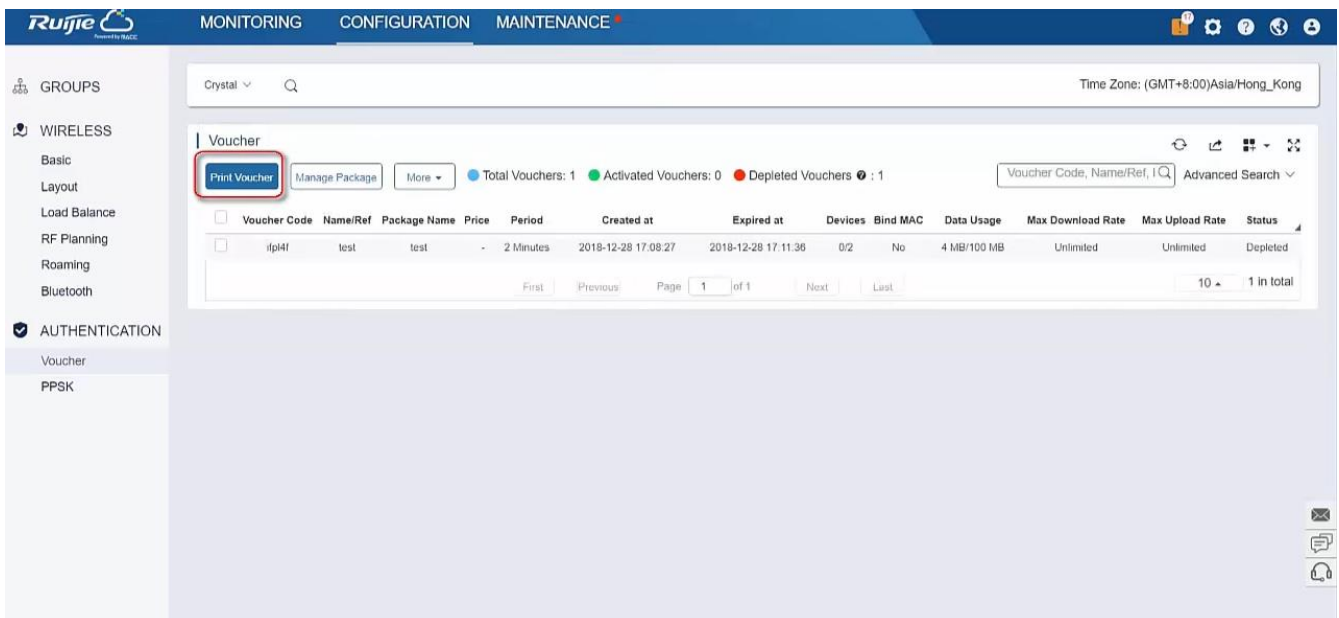 Ruijie MONITORING CONFIGURATION MAINTENANCE
Powered by MACC
GROUPS
WIRELESS
Basic
Layout
Load Balance
RF Planning
Roaming
Bluetooth
AUTHENTICATION
Voucher
PPSK
Crystal Time Zone: (GMT+8:00)Asia/Hong_Kong
Voucher
Print Voucher Manage Package More Total Vouchers: 1 Activated Vouchers: 0 Depleted Vouchers : 1 Voucher Code, Name/Ref, Advanced Search
Voucher Code Name/Ref Package Name Price Period Created at Expired at Devices Bind MAC Data Usage Max Download Rate Max Upload Rate Status
test test - 2 Minutes 2018-12-28 17:08:27 2018-12-28 17:11:36 0/2 No 4 MB/100 MB Unlimited Unlimited Depleted
First Previous Page 1 of 1 Next Last 10 1 in total